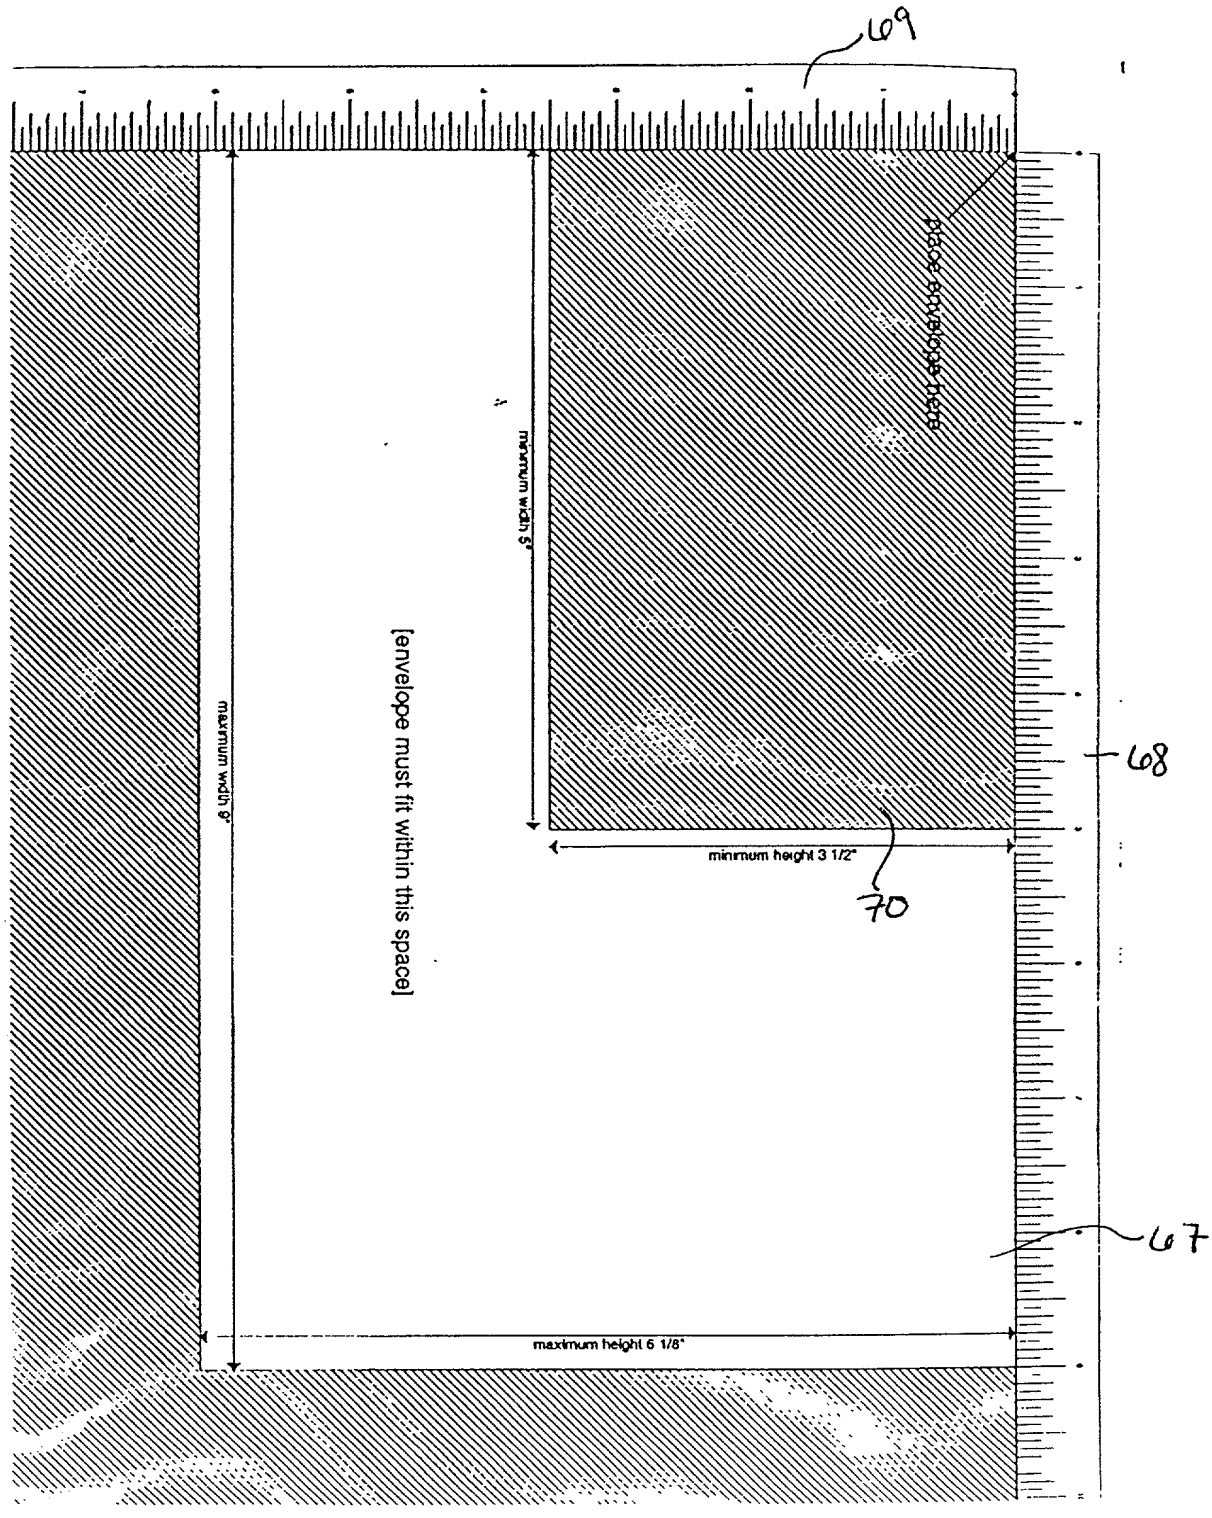 69
place envelope here
minimum width 5"
68
[envelope must fit within this space]
maximum width 9"
minimum height 3 1/2"
70
67
maximum height 6 1/8"